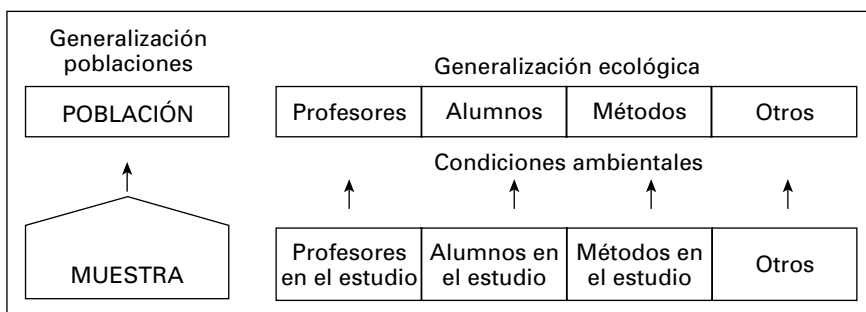 Generalización
poblaciones
POBLACIÓN
MUESTRA
Generalización ecológica
Profesores
Alumnos
Métodos
Otros
Condiciones ambientales
Profesores
en el estudio
Alumnos en
el estudio
Métodos en
el estudio
Otros